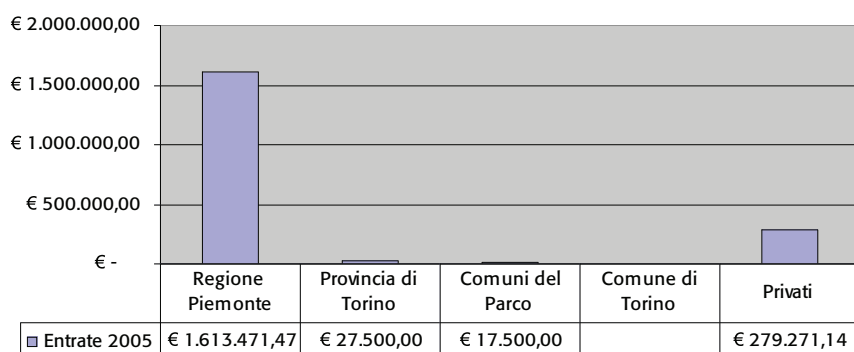 € 2.000.000,00
€ 1.500.000,00
€ 1.000.000,00
€ 500.000,00
€ -
Regione Piemonte
Provincia di Torino
Comuni del Parco
Comune di Torino
Privati
Entrate 2005 € 1.613.471,47 € 27.500,00 € 17.500,00 € 279.271,14